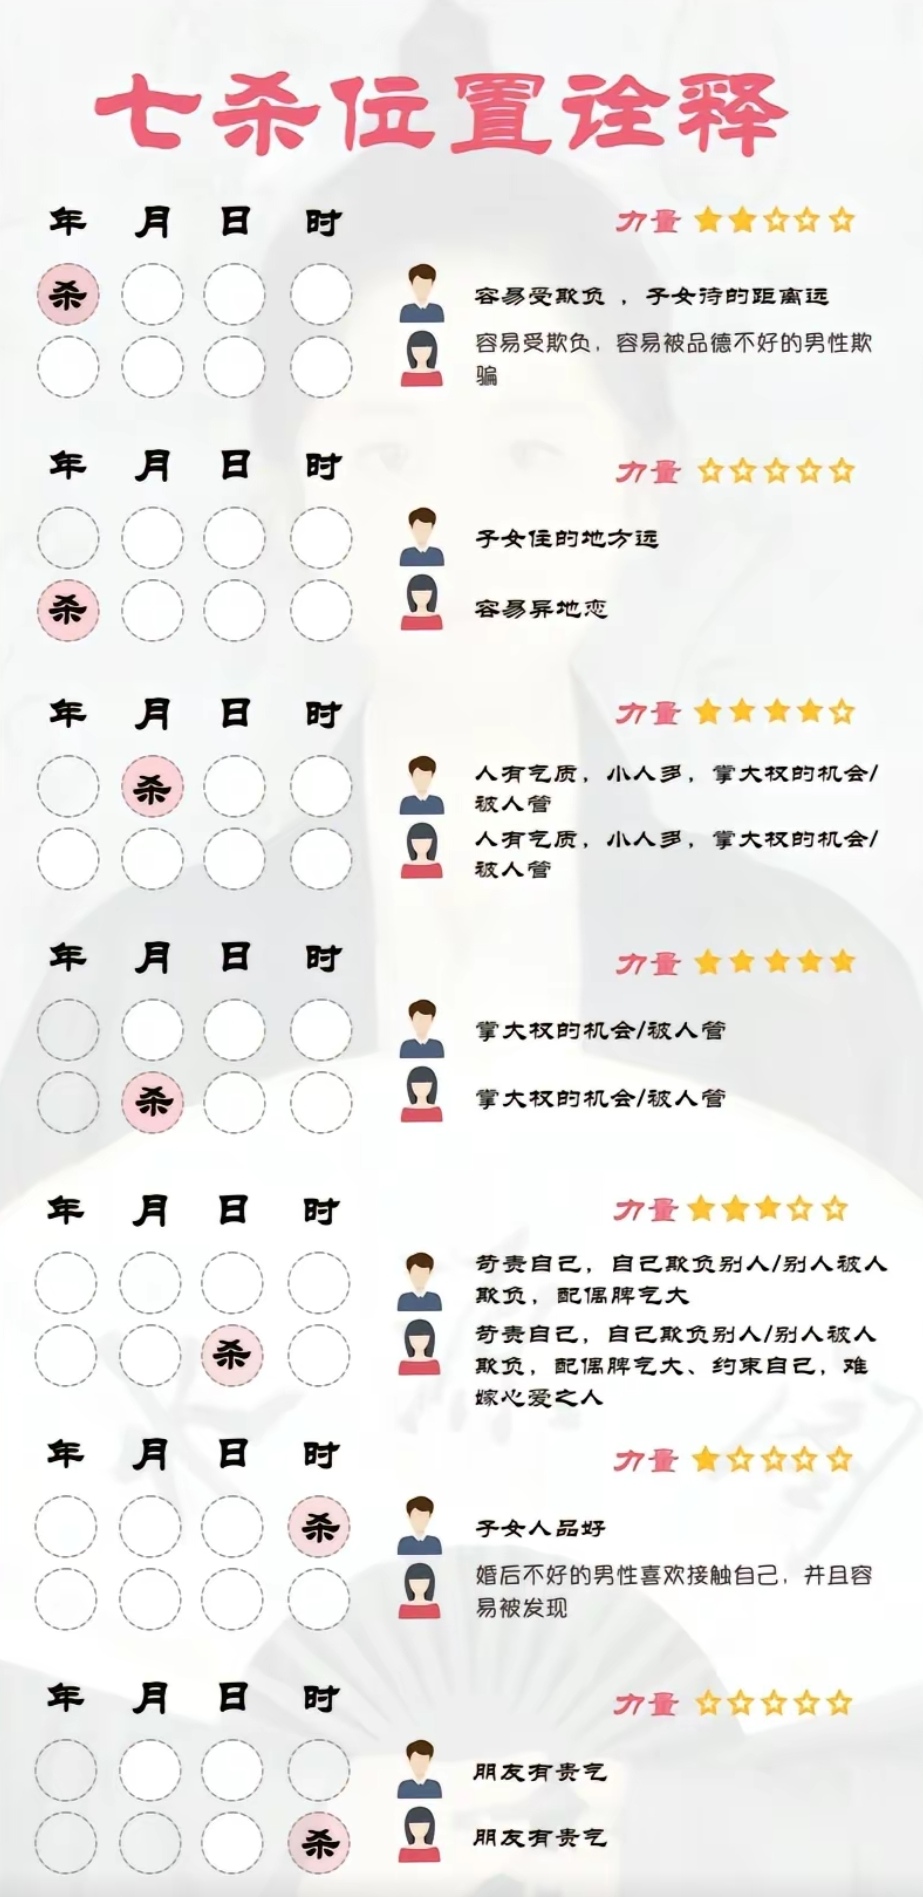 七杀位置诠释
年 月 日 时 力量
杀
容易受欺负 ，子女待的距离远
容易受欺负，容易被品德不好的男性欺
骗
年 月 日 时 力量
子女住的地方远
杀
容易异地恋
年 月 日 时 力量
杀
人有气质，小人多，掌大权的机会/
被人管
人有气质，小人多，掌大权的机会/
被人管
年 月 日 时 力量
掌大权的机会/被人管
杀
掌大权的机会/被人管
年 月 日 时 力量
苛责自己，自己欺负别人/别人被人
欺负，配偶脾气大
杀
苛责自己，自己欺负别人/别人被人
欺负，配偶脾气大、约束自己，难
嫁心爱之人
年 月 日 时 力量
杀
子女人品好
婚后不好的男性喜欢接触自己，并且容
易被发现
年 月 日 时 力量
朋友有贵气
杀
朋友有贵气